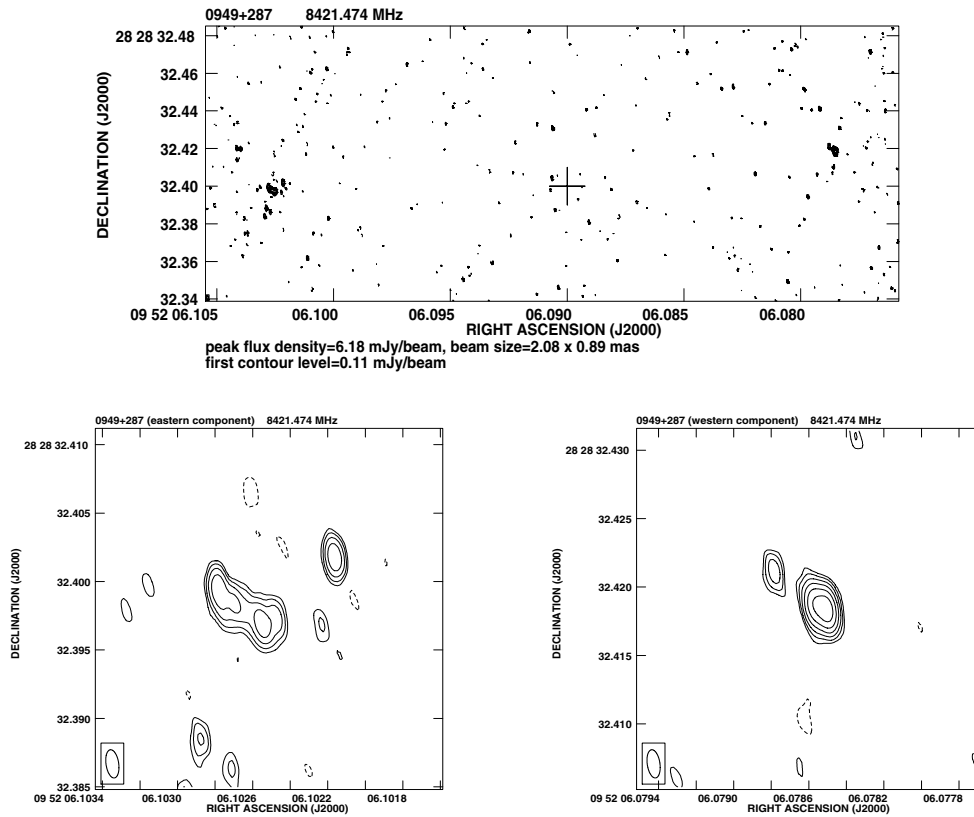 0949+287 8421.474 MHz
28 28 32.48
32.46
32.44
32.42
32.40
32.38
32.36
32.34
DECLINATION (J2000)
09 52 06.105 06.100 06.090 06.085 06.080
RIGHT ASCENSION (J2000)
peak flux density=6.18 mJy/beam, beam size=2.08 x 0.89 mas
first contour level=0.11 mJy/beam
0949+287 (eastern component) 8421.474 MHz
28 28 32.410
32.405
32.400
32.395
32.390
32.385
DECLINATION (J2000)
09 52 06.1034 06.1030 06.1026 06.1022 06.1018
RIGHT ASCENSION (J2000)
0949+287 (western component) 8421.474 MHz
28 28 32.430
32.425
32.420
32.415
32.410
DECLINATION (J2000)
09 52 06.0794 06.0790 06.0786 06.0782 06.0778
RIGHT ASCENSION (J2000)